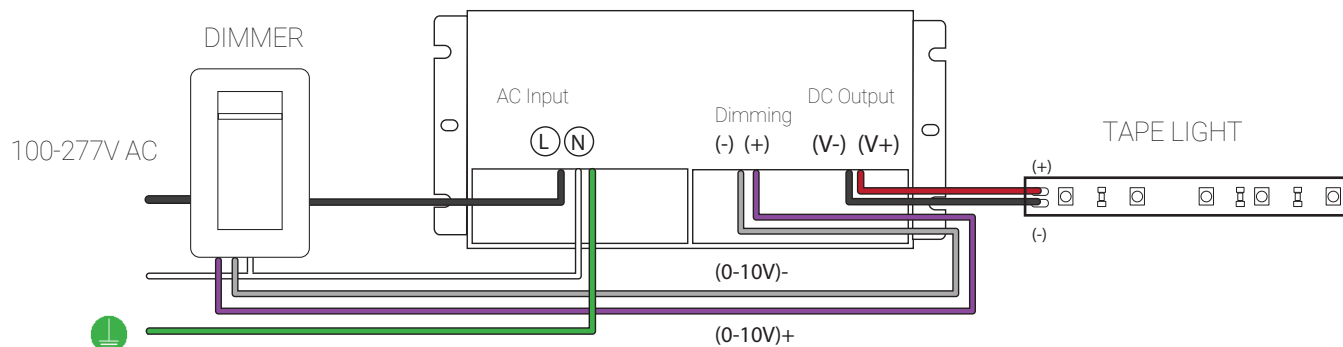 DIMMER
100-277V AC
AC Input
L N
Dimming
(-) (+)
DC Output
(V-) (V+)
TAPE LIGHT
(+)
(-)
(0-10V)-
(0-10V)+